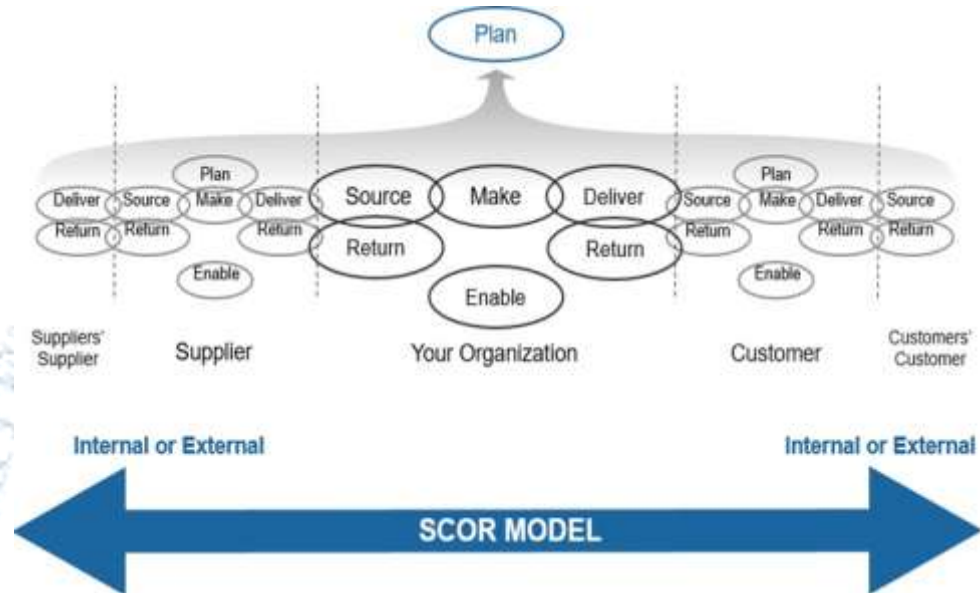 Plan
Plan
Plan
Deliver Source Make Deliver Source Make Deliver Source Make Deliver Source
Return Return Return Return Return Return Return Return
Enable Enable Enable
Suppliers' Supplier
Supplier
Your Organization
Customer
Customers' Customer
Internal or External Internal or External
SCOR MODEL